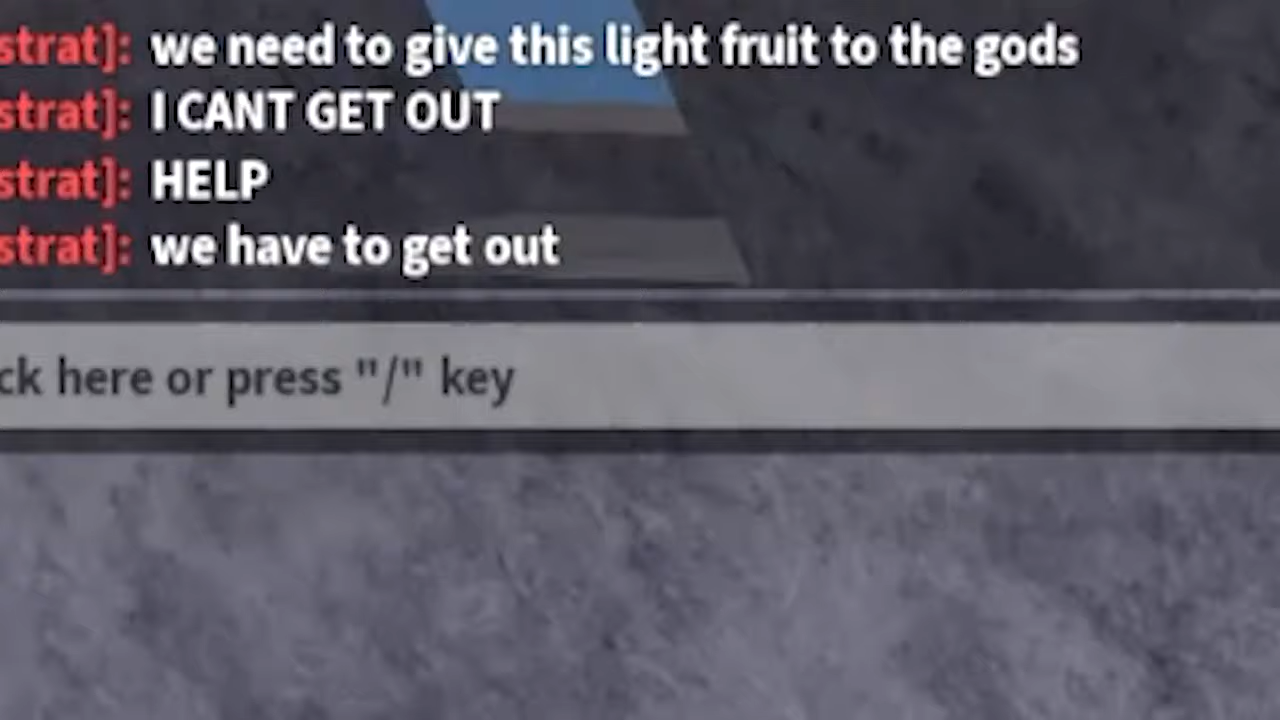 strat]: we need to give this light fruit to the gods
strat]: I CANT GET OUT
strat]: HELP
strat]: we have to get out
ck here or press "/" key